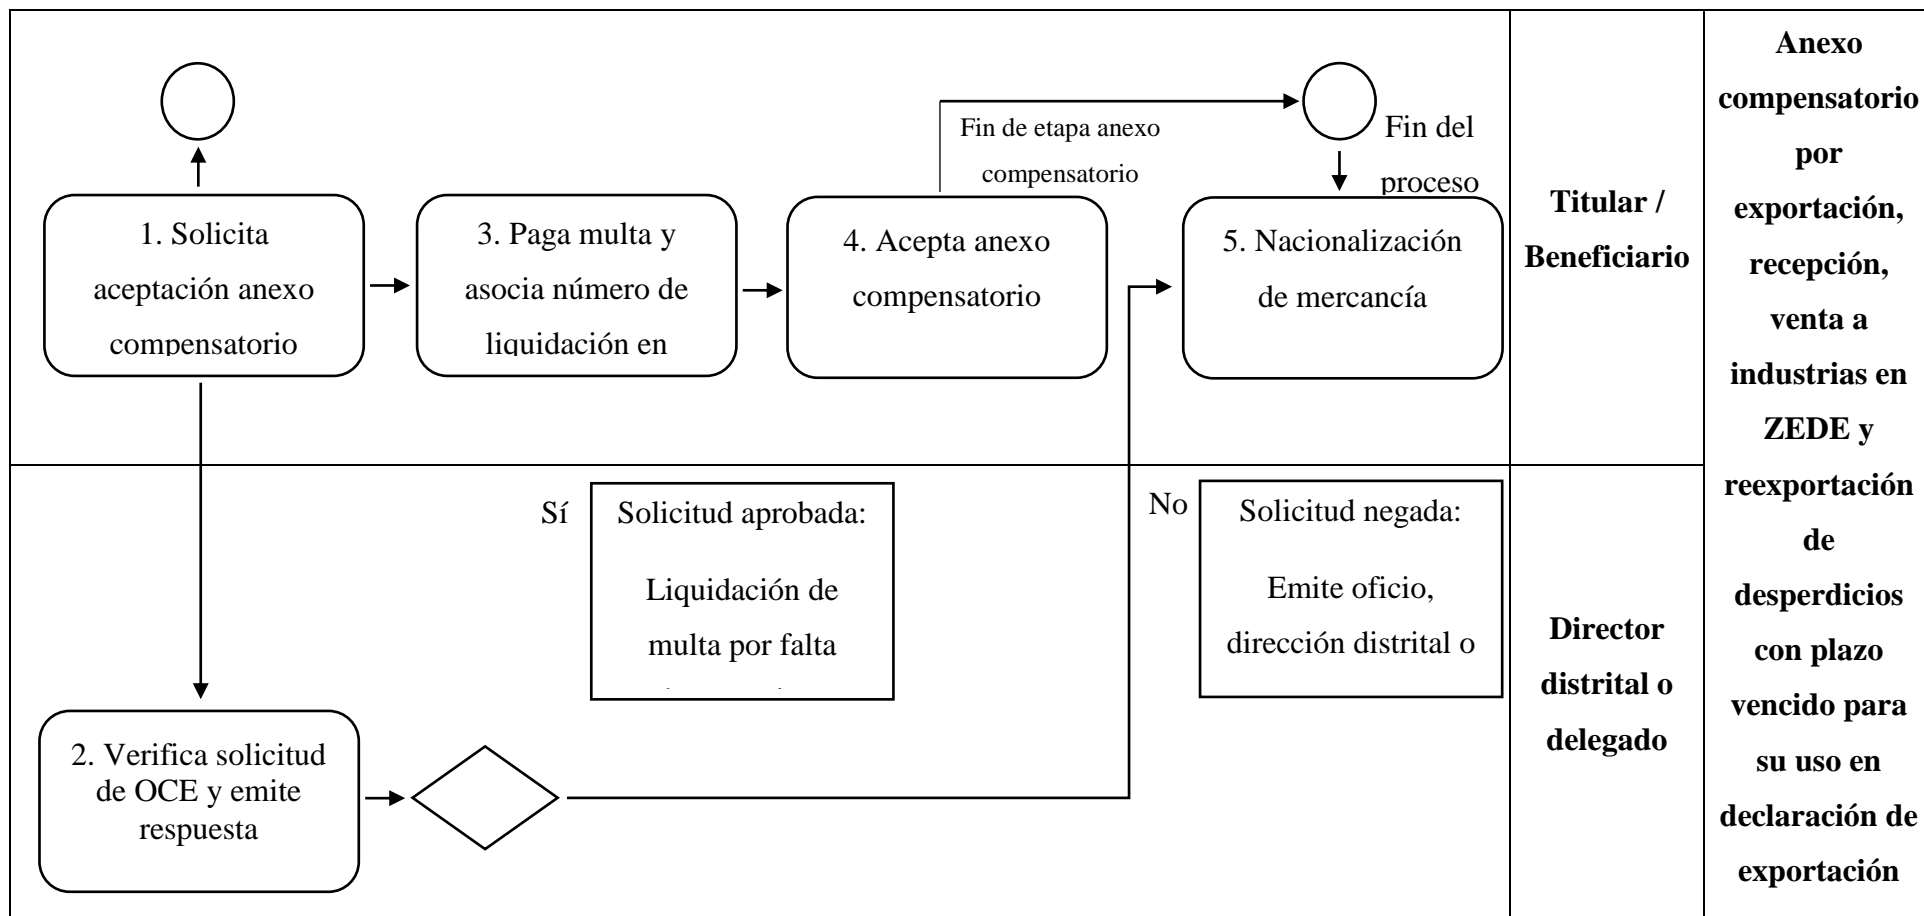 1. Solicita
aceptación anexo
compensatorio
3. Paga multa y
asocia número de
liquidación en
Fin de etapa anexo
compensatorio
4. Acepta anexo
compensatorio
Fin del
proceso
5. Nacionalización
de mercancía
Titular /
Beneficiario
2. Verifica solicitud
de OCE y emite
respuesta
Sí
Solicitud aprobada:
Liquidación de
multa por falta
No
Solicitud negada:
Emite oficio,
dirección distrital o
Director
distrital o
delegado
Anexo
compensatorio
por
exportación,
recepción,
venta a
industrias en
ZEDE y
reexportación
de
desperdicios
con plazo
vencido para
su uso en
declaración de
exportación